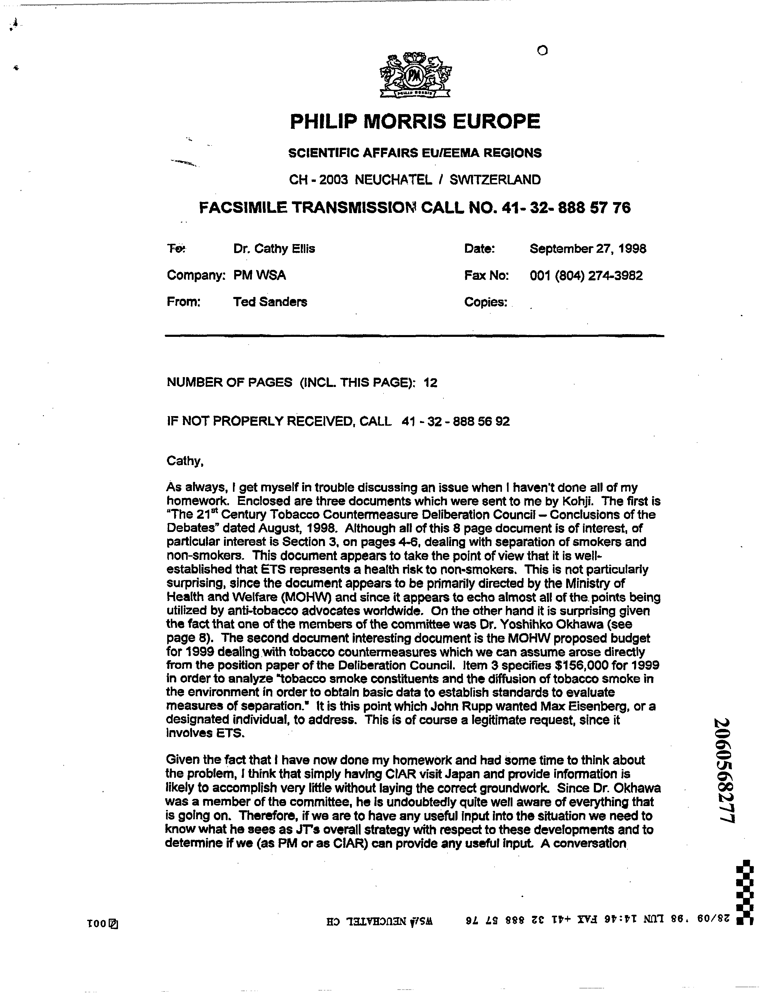 PM
PHILIP MORRIS EUROPE
SCIENTIFIC AFFAIRS EU/EEMA REGIONS
CH - 2003 NEUCHATEL / SWITZERLAND
FACSIMILE TRANSMISSION CALL NO. 41- 32- 888 57 76
To: Dr. Cathy Ellis Date: September 27, 1998
Company: PM WSA Fax No: 001 (804) 274-3982
From: Ted Sanders Copies:
NUMBER OF PAGES (INCL. THIS PAGE): 12
IF NOT PROPERLY RECEIVED, CALL 41 - 32 - 888 56 92
Cathy,
As always, I get myself in trouble discussing an issue when I haven't done all of my
homework. Enclosed are three documents which were sent to me by Kohji. The first is
"The 21st Century Tobacco Countermeasure Deliberation Council – Conclusions of the
Debates" dated August, 1998. Although all of this 8 page document is of interest, of
particular interest is Section 3, on pages 4-6, dealing with separation of smokers and
non-smokers. This document appears to take the point of view that it is well-
established that ETS represents a health risk to non-smokers. This is not particularly
surprising, since the document appears to be primarily directed by the Ministry of
Health and Welfare (MOHW) and since it appears to echo almost all of the points being
utilized by anti-tobacco advocates worldwide. On the other hand it is surprising given
the fact that one of the members of the committee was Dr. Yoshihko Okhawa (see
page 8). The second document interesting document is the MOHW proposed budget
for 1999 dealing with tobacco countermeasures which we can assume arose directly
from the position paper of the Deliberation Council. Item 3 specifies $156,000 for 1999
in order to analyze "tobacco smoke constituents and the diffusion of tobacco smoke in
the environment in order to obtain basic data to establish standards to evaluate
measures of separation." It is this point which John Rupp wanted Max Eisenberg, or a
designated individual, to address. This is of course a legitimate request, since it
involves ETS.
Given the fact that I have now done my homework and had some time to think about
the problem, I think that simply having CIAR visit Japan and provide information is
likely to accomplish very little without laying the correct groundwork. Since Dr. Okhawa
was a member of the committee, he is undoubtedly quite well aware of everything that
is going on. Therefore, if we are to have any useful input into the situation we need to
know what he sees as JT's overall strategy with respect to these developments and to
determine if we (as PM or as CIAR) can provide any useful input. A conversation
2060568277
28/09 '98 LUN 14:46 FAX +41 32 888 57 76 WSA NEUCHATEL CH 001